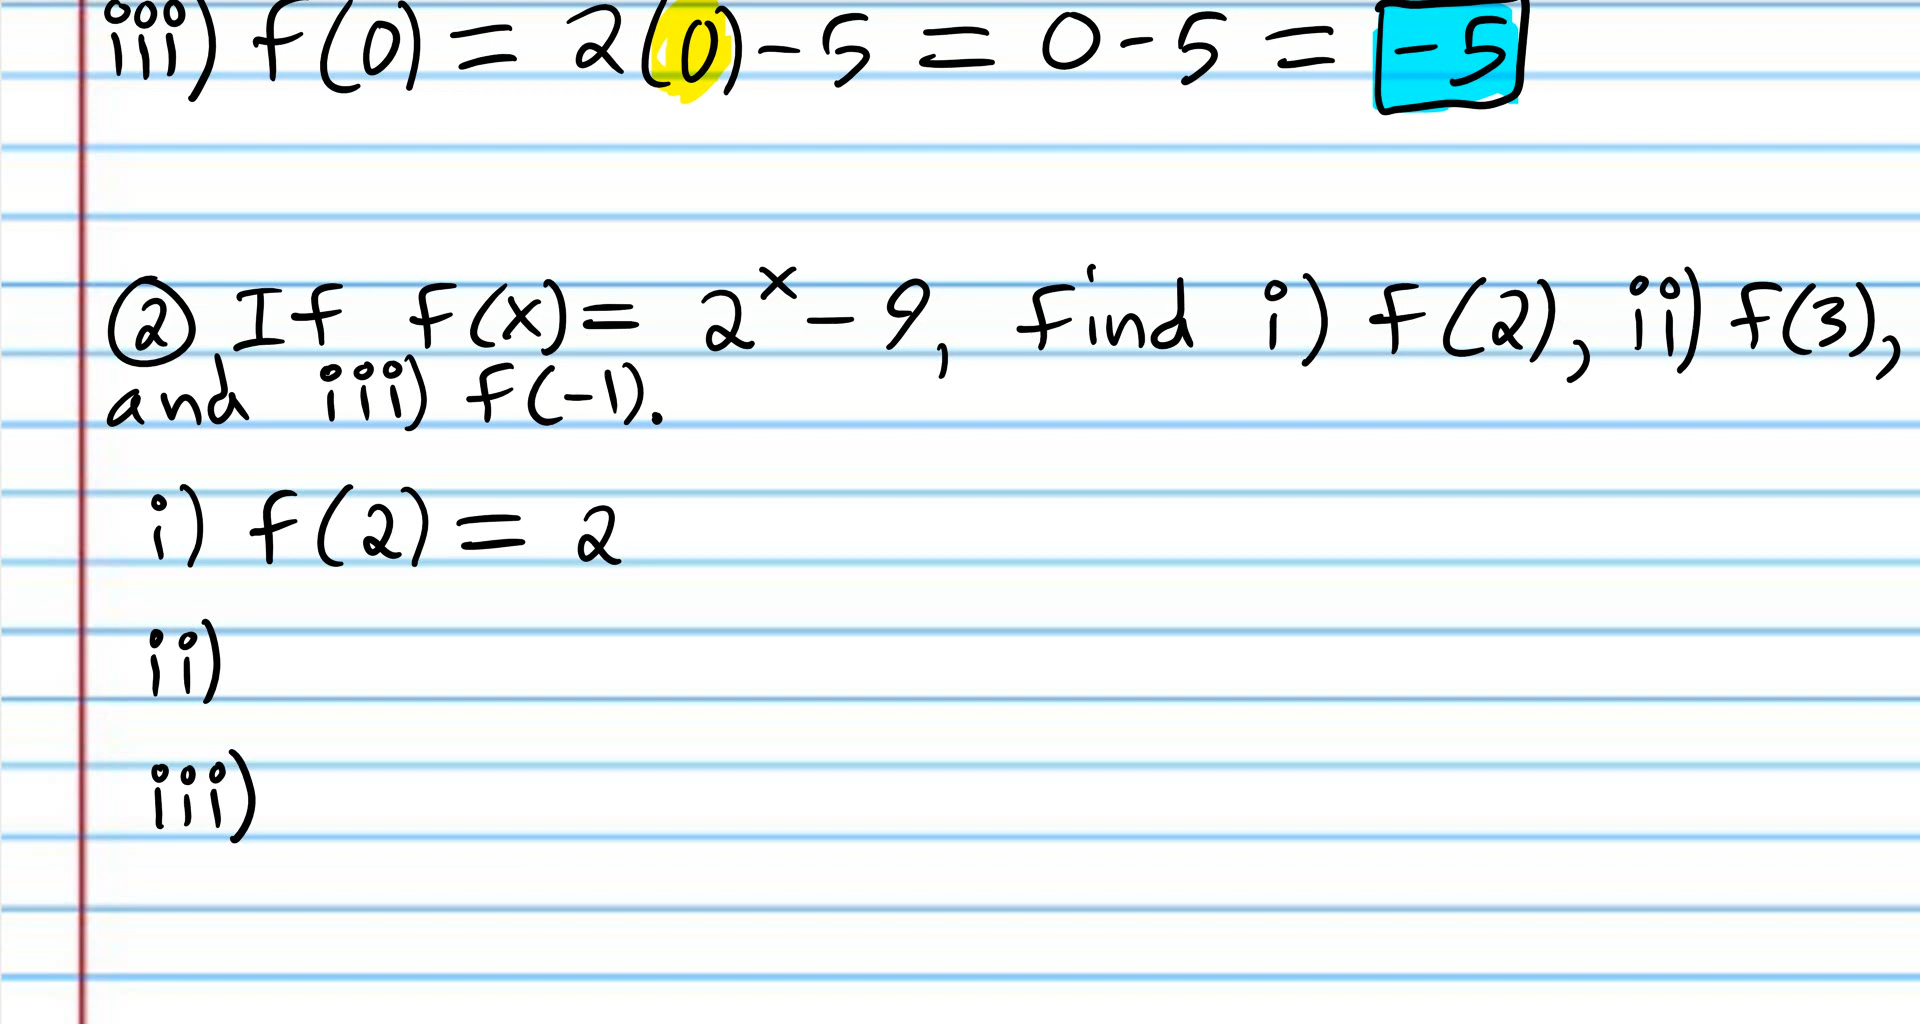 iii) f(0) = 2(0) - 5 = 0 - 5 = -5
② If f(x) = 2^x - 9, find i) f(2), ii) f(3),
and iii) f(-1).
i) f(2) = 2
ii)
iii)